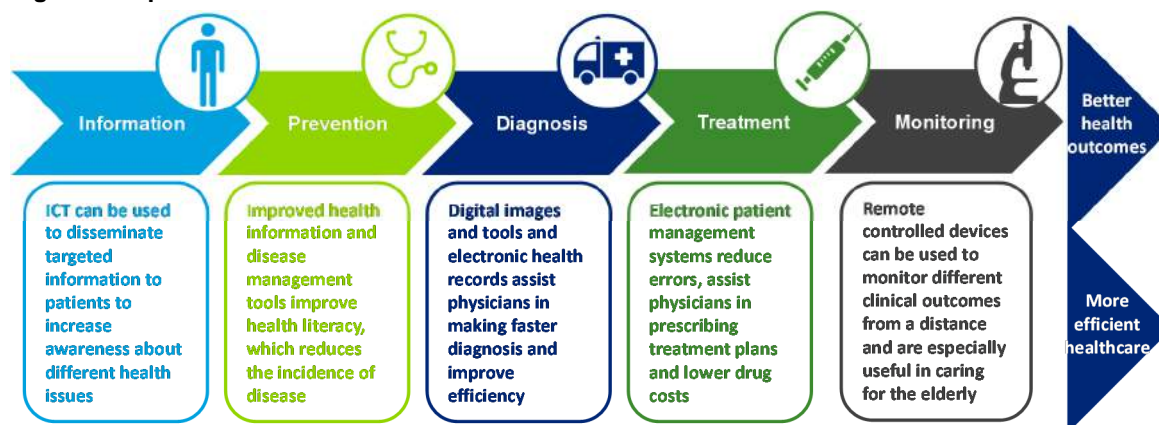 Information
Prevention
Diagnosis
Treatment
Monitoring
Better
health
outcomes
ICT can be used
to disseminate
targeted
information to
patients to
increase
awareness about
different health
issues
Improved health
information and
disease
management
tools improve
health literacy,
which reduces
the incidence of
disease
Digital images
and tools and
electronic health
records assist
physicians in
making faster
diagnosis and
improve
efficiency
Electronic patient
management
systems reduce
errors, assist
physicians in
prescribing
treatment plans
and lower drug
costs
Remote
controlled devices
can be used to
monitor different
clinical outcomes
from a distance
and are especially
useful in caring
for the elderly
More
efficient
healthcare